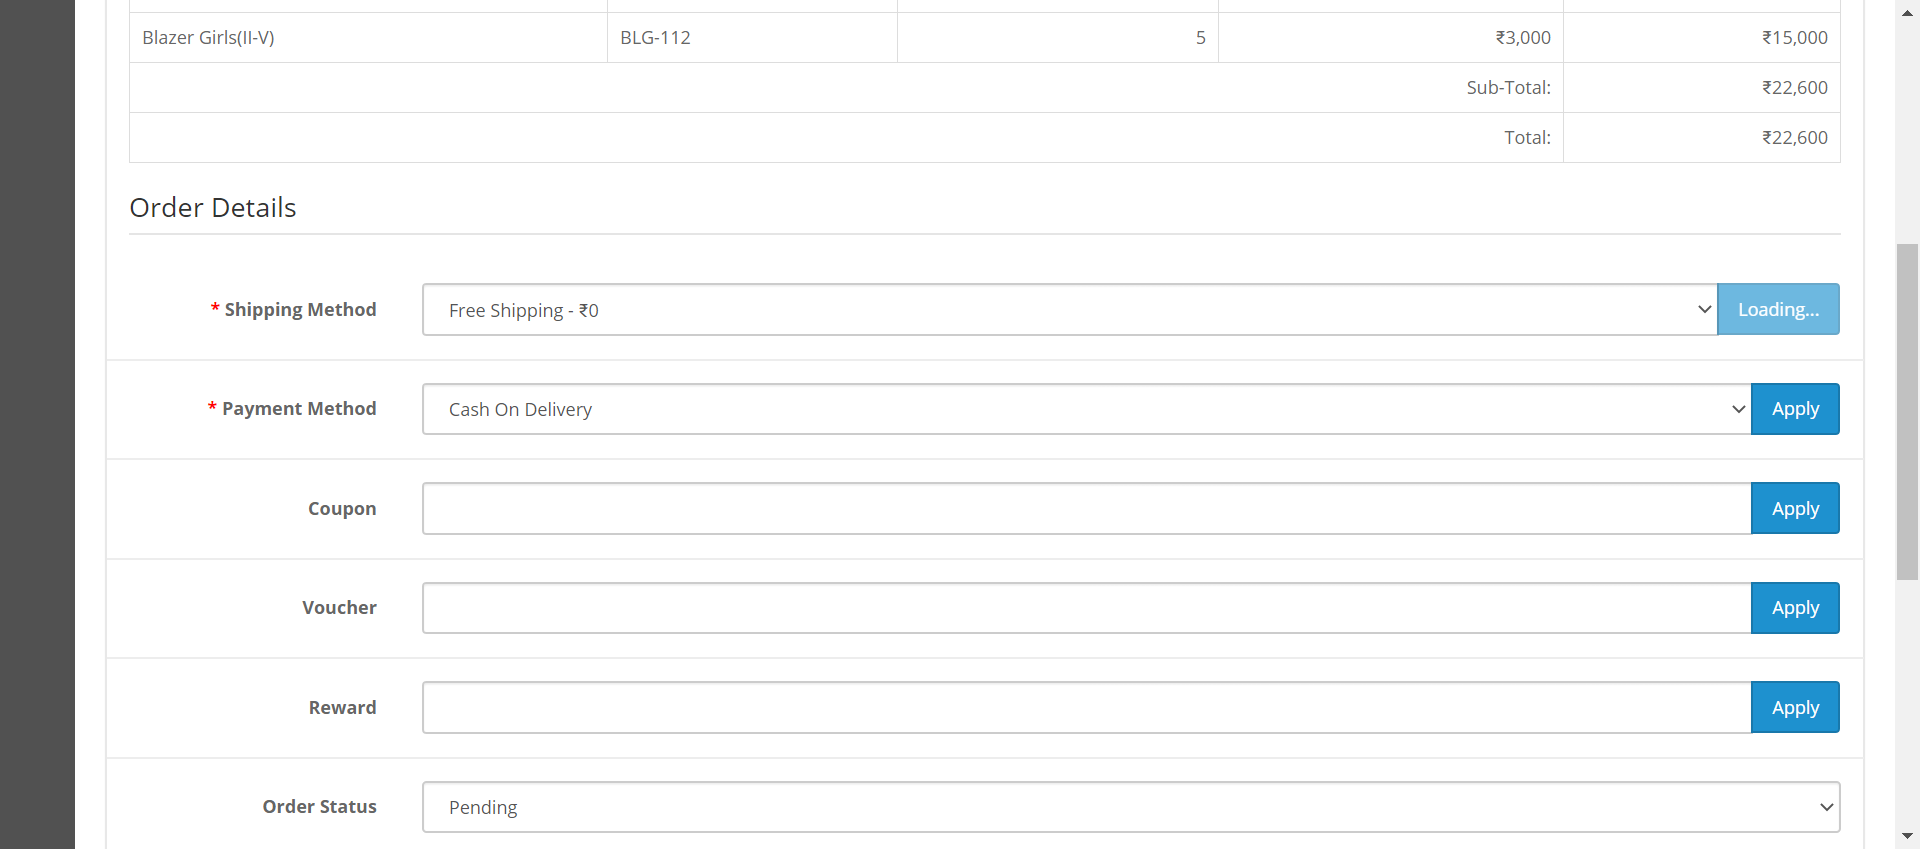 Blazer Girls(II-V) BLG-112 5 ₹3,000 ₹15,000
Sub-Total: ₹22,600
Total: ₹22,600
Order Details
* Shipping Method Free Shipping - ₹0 Loading...
* Payment Method Cash On Delivery Apply
Coupon Apply
Voucher Apply
Reward Apply
Order Status Pending